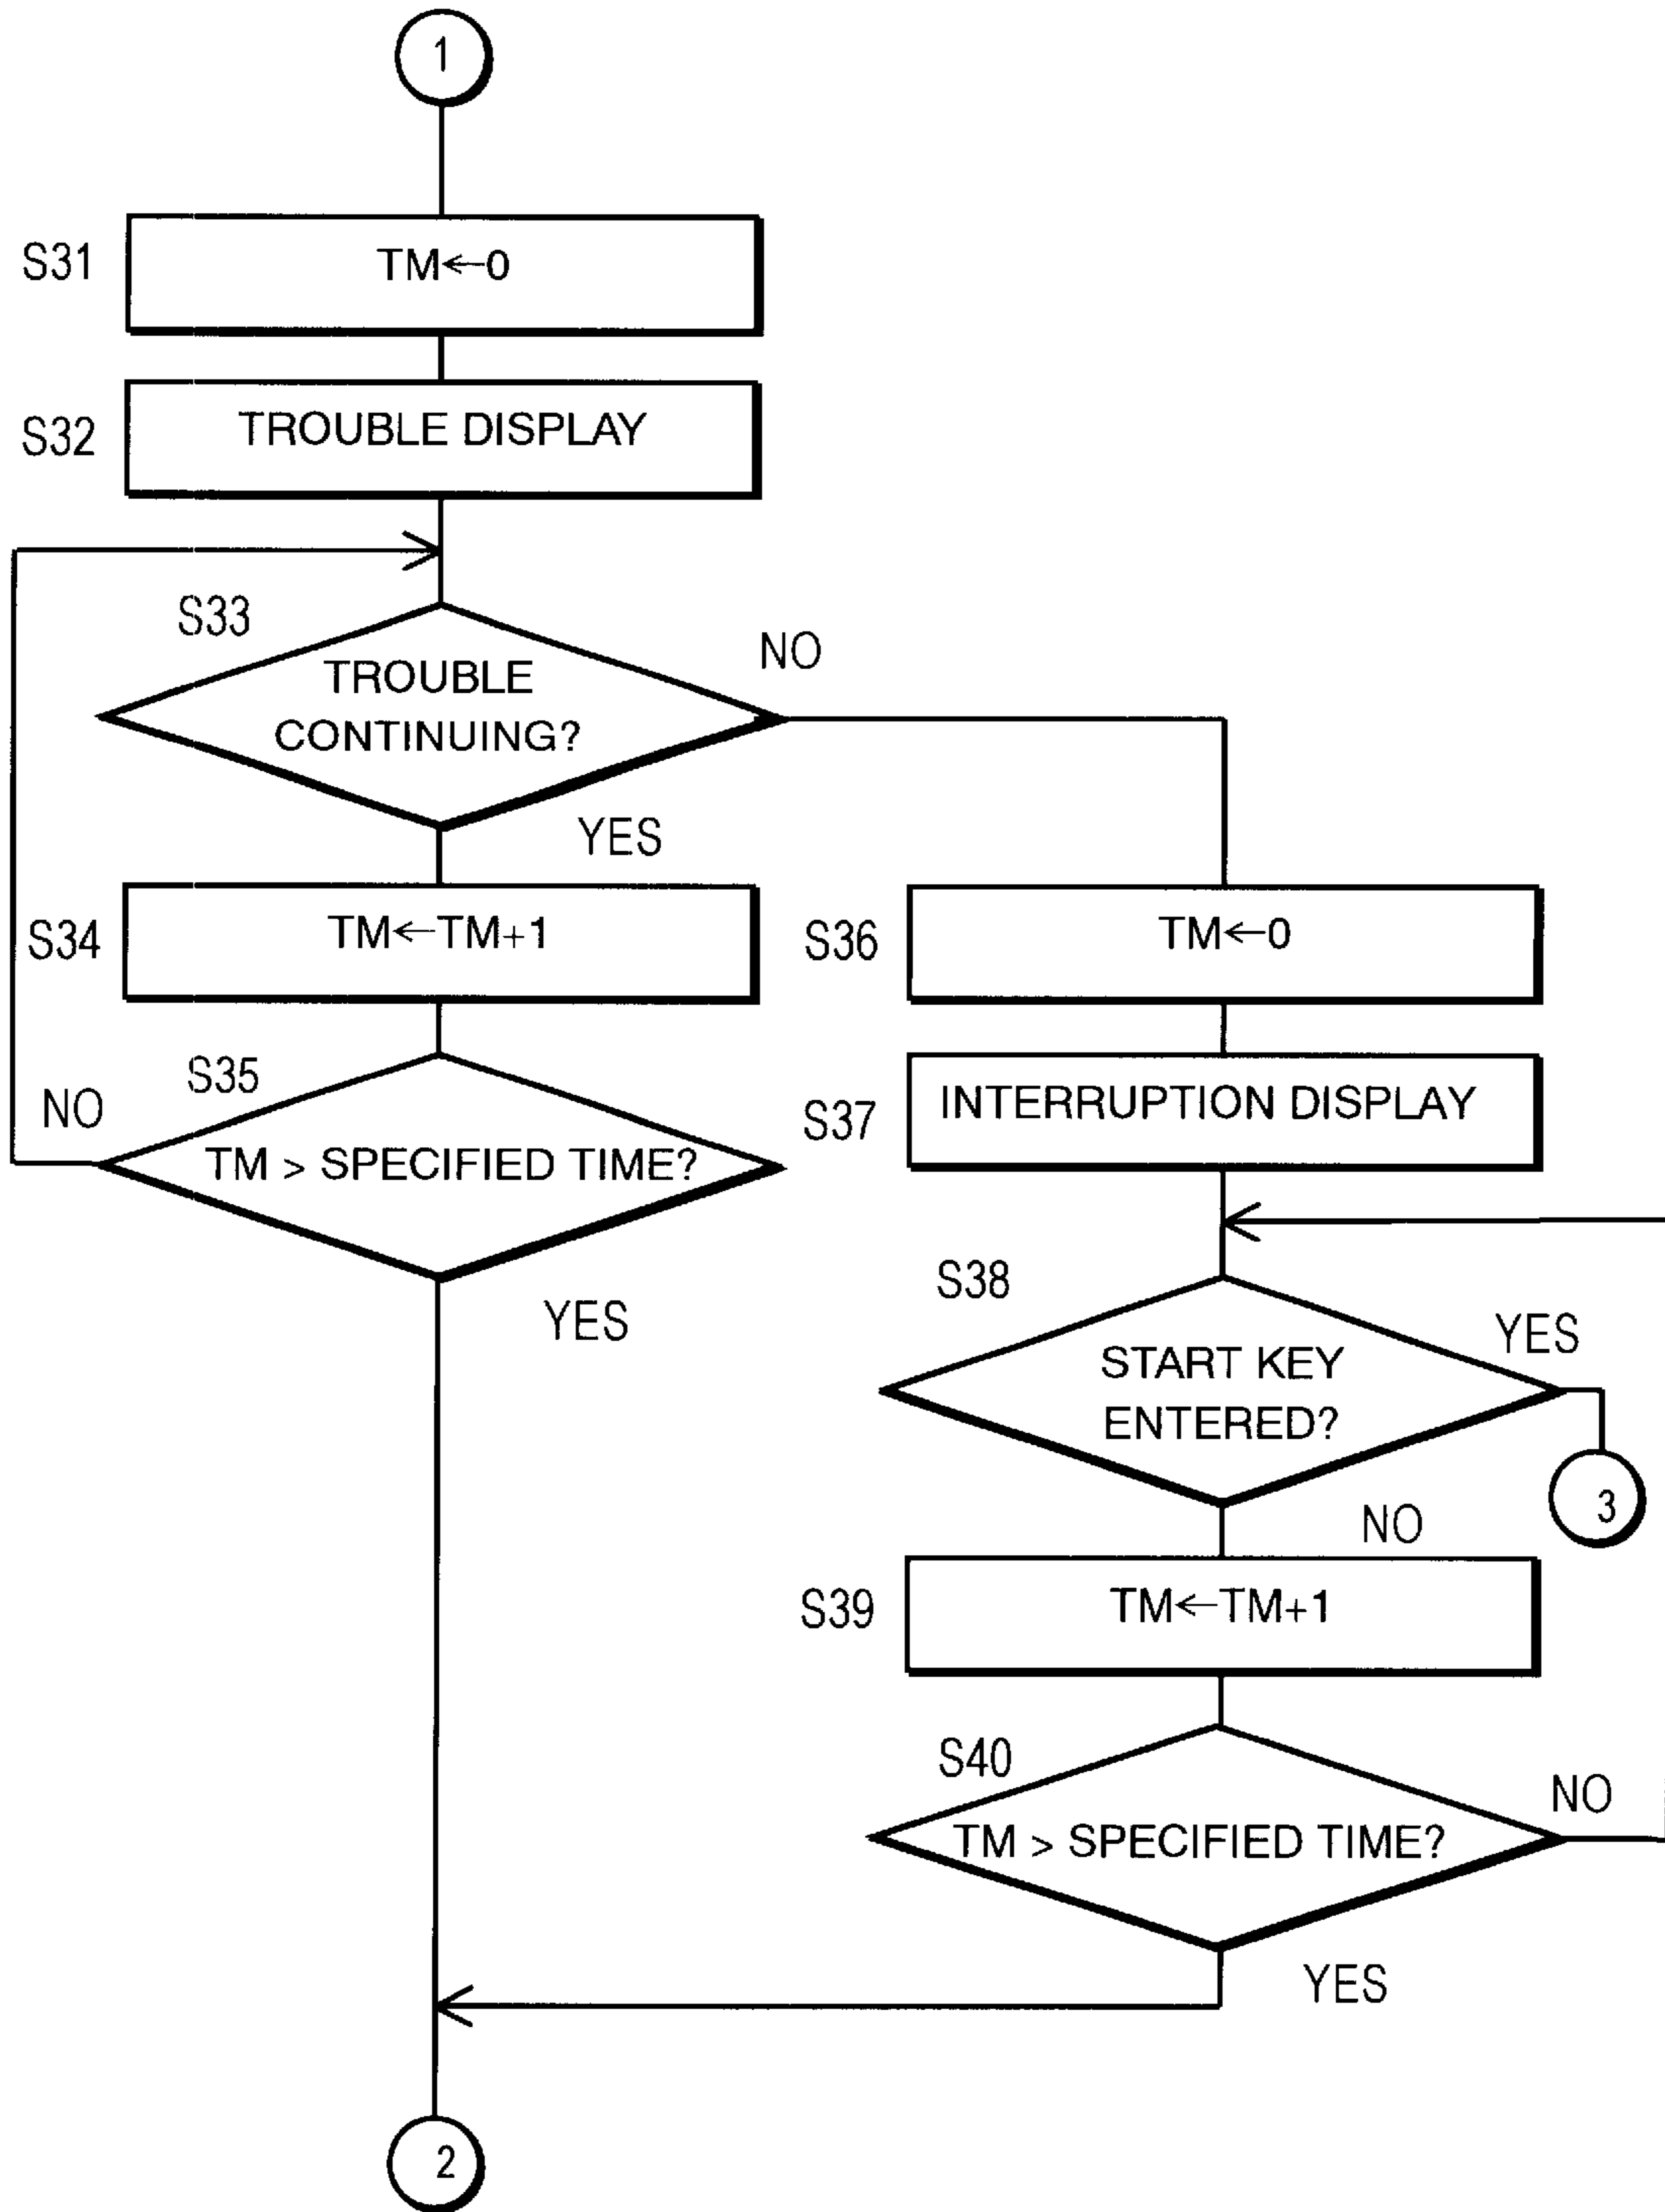 1
S31
TM←0
S32
TROUBLE DISPLAY
S33
TROUBLE
CONTINUING?
NO
YES
S34
TM←TM+1
S35
NO
TM > SPECIFIED TIME?
YES
S36
TM←0
S37
INTERRUPTION DISPLAY
S38
START KEY
ENTERED?
YES
3
NO
S39
TM←TM+1
S40
TM > SPECIFIED TIME?
NO
YES
2